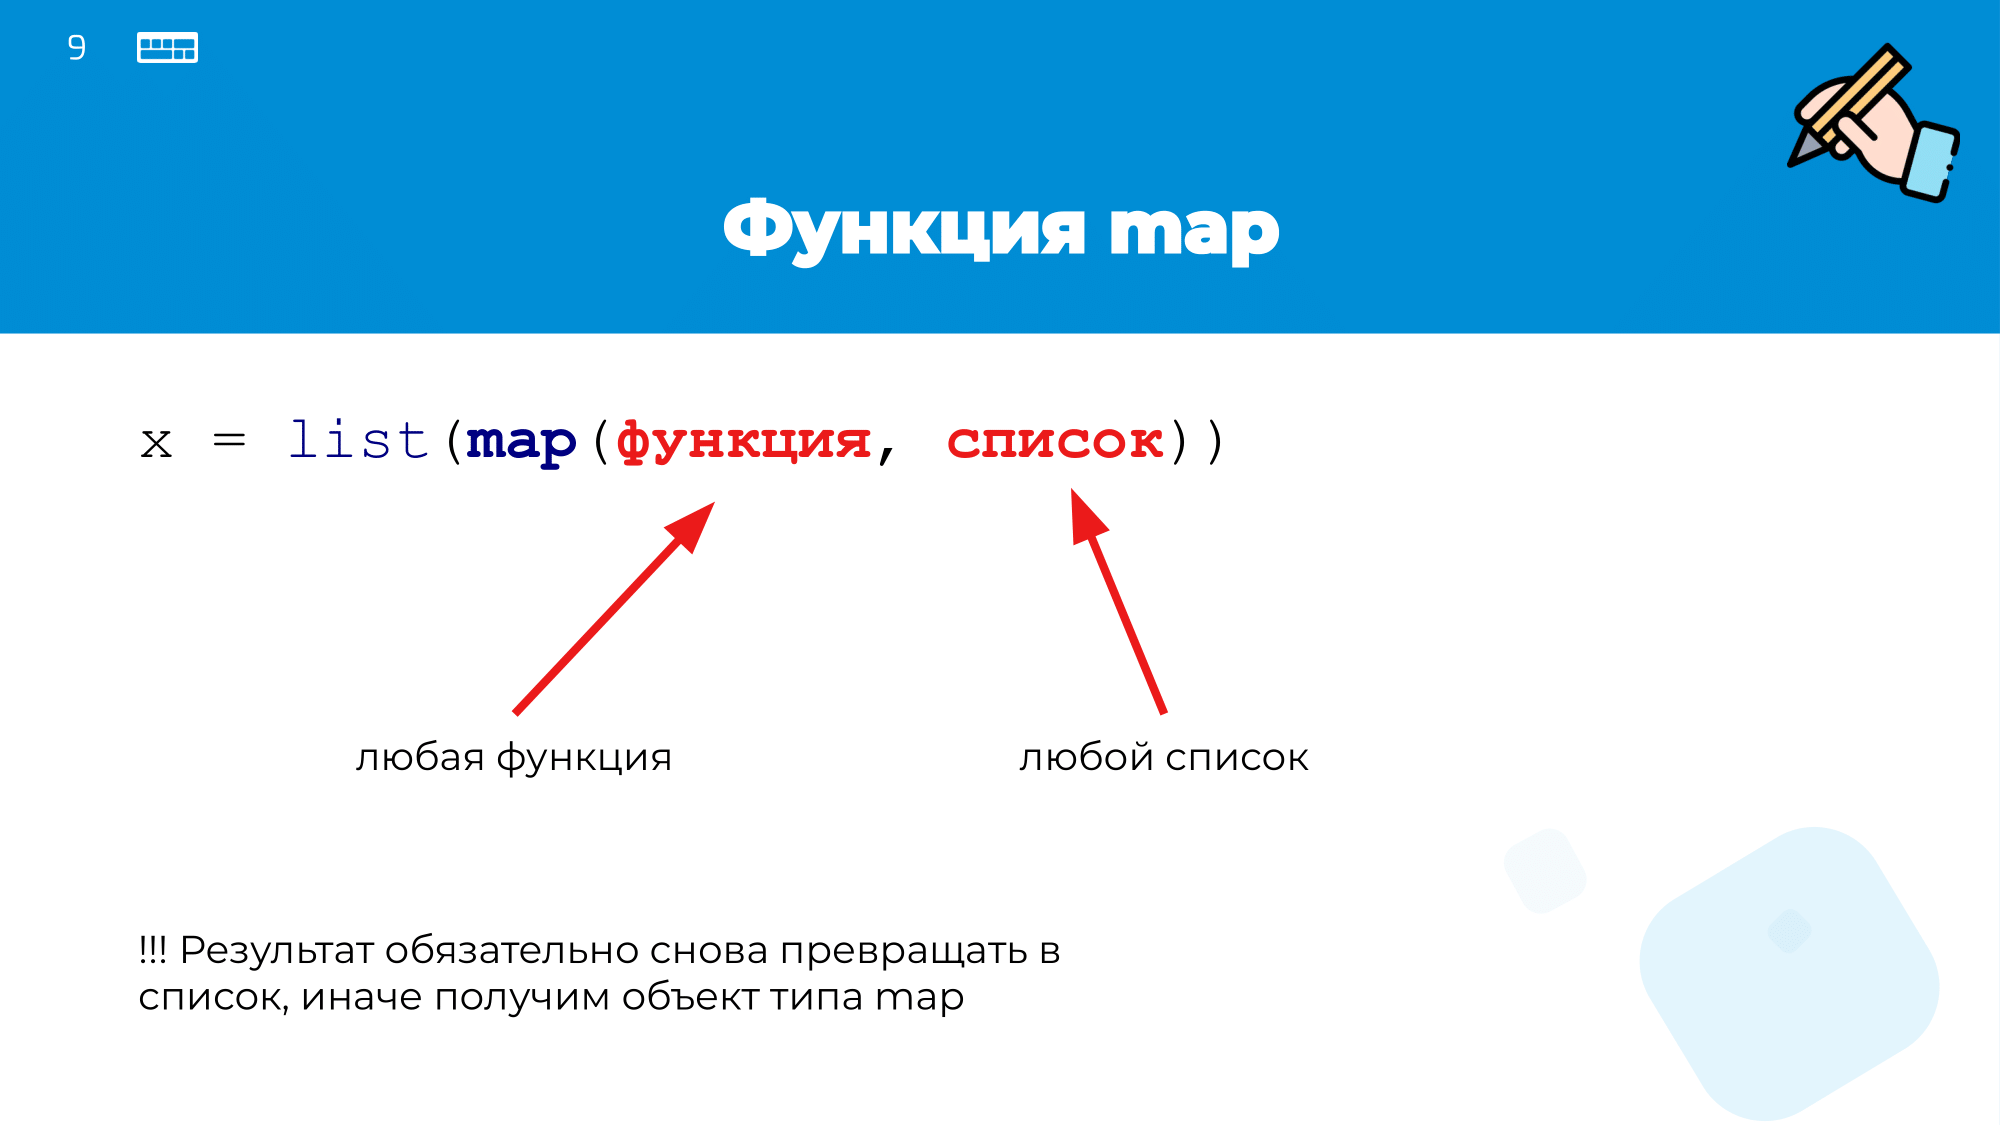 9
Функция map
x = list(map(функция, список))
любая функция любой список
!!! Результат обязательно снова превращать в
список, иначе получим объект типа map